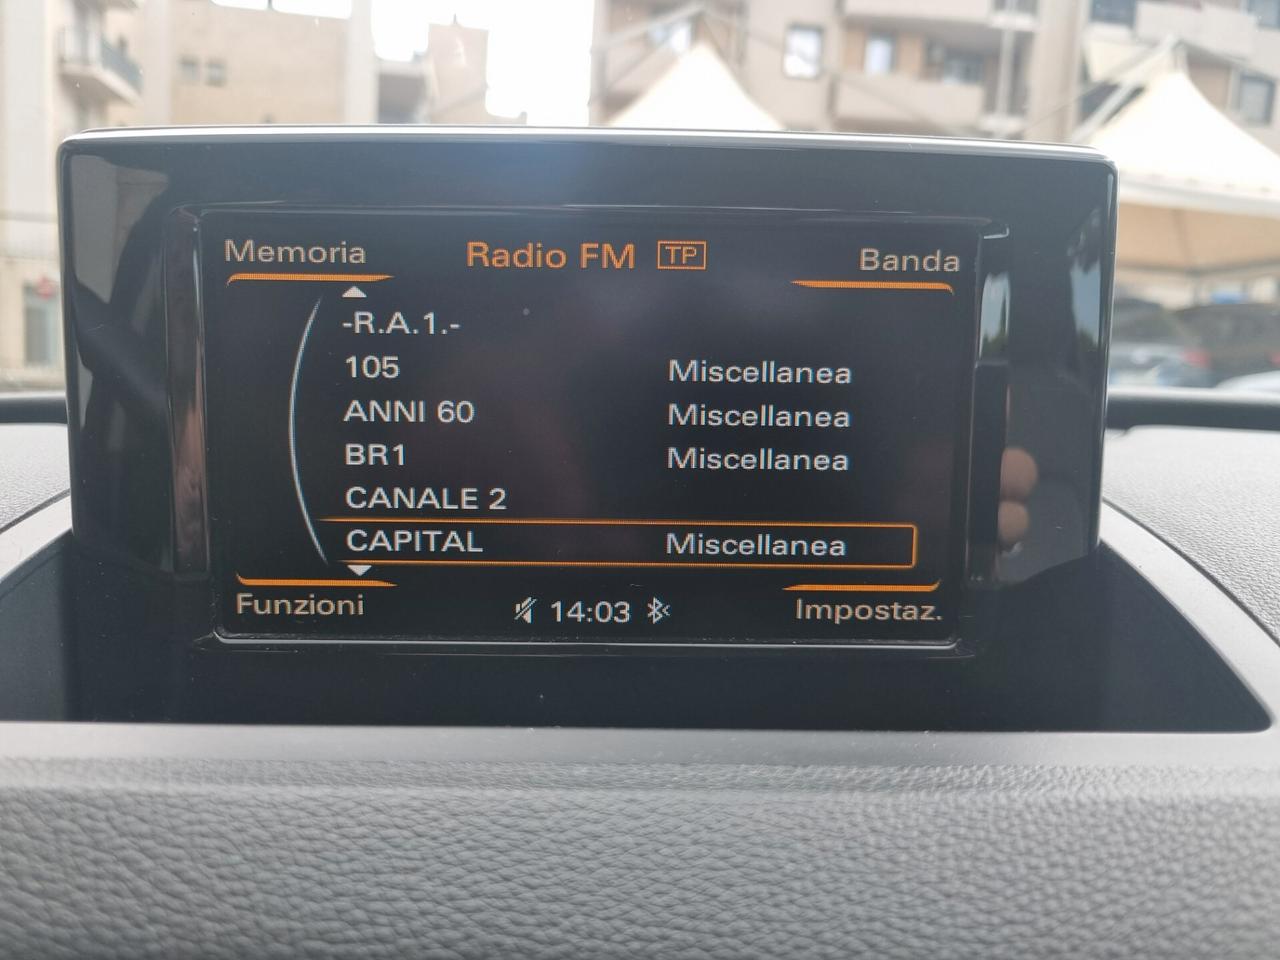 Memoria Radio FM TP Banda
-R.A.1.-
105 Miscellanea
ANNI 60 Miscellanea
BR1 Miscellanea
CANALE 2
CAPITAL Miscellanea
Funzioni 14:03 Impostaz.